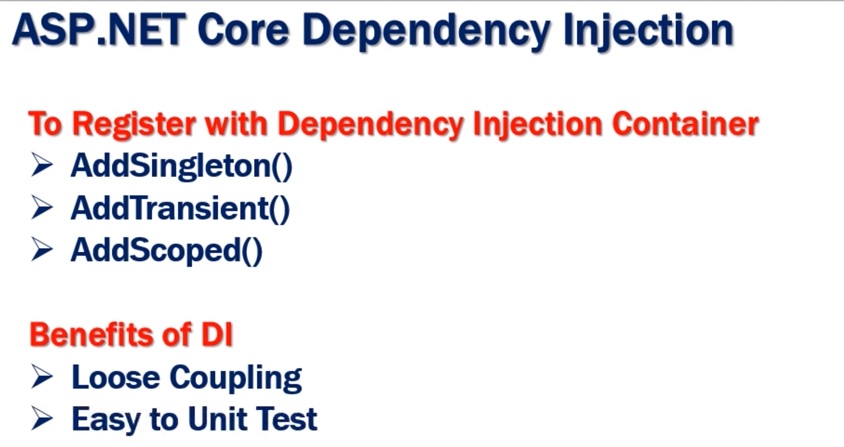 ASP.NET Core Dependency Injection
To Register with Dependency Injection Container
➢ AddSingleton()
➢ AddTransient()
➢ AddScoped()
Benefits of DI
➢ Loose Coupling
➢ Easy to Unit Test